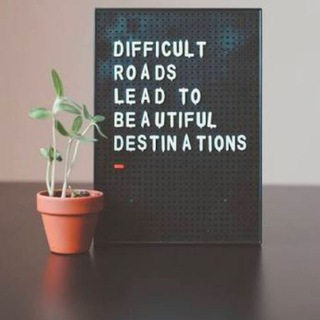 DIFFICULT
ROADS
LEAD TO
BEAUTIFUL
DESTINATIONS